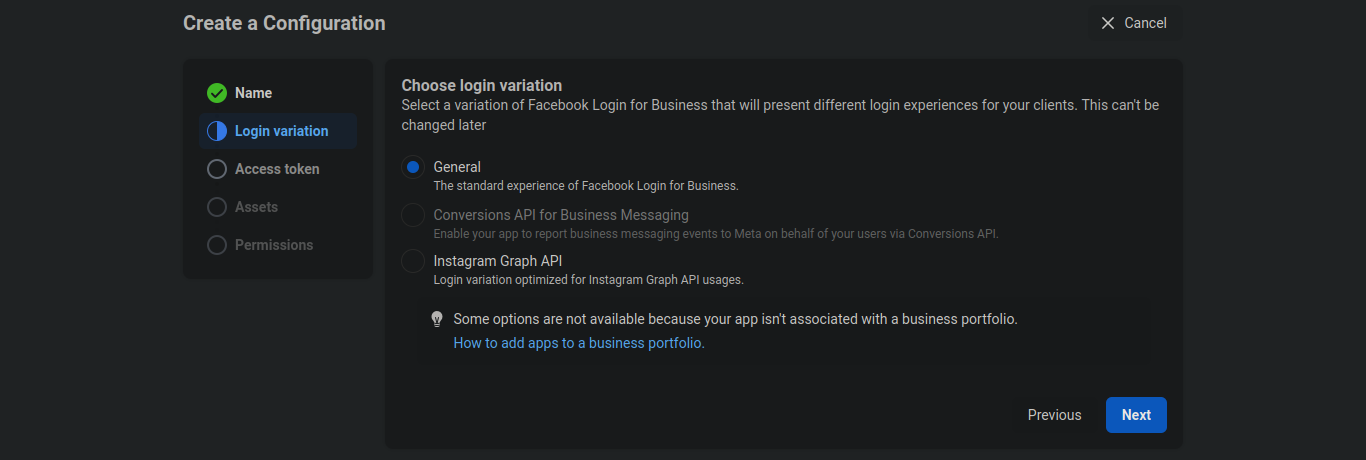 Create a Configuration
Cancel
Name
Login variation
Access token
Assets
Permissions
Choose login variation
Select a variation of Facebook Login for Business that will present different login experiences for your clients. This can't be
changed later
General
The standard experience of Facebook Login for Business.
Conversions API for Business Messaging
Enable your app to report business messaging events to Meta on behalf of your users via Conversions API.
Instagram Graph API
Login variation optimized for Instagram Graph API usages.
Some options are not available because your app isn't associated with a business portfolio.
How to add apps to a business portfolio.
Previous
Next